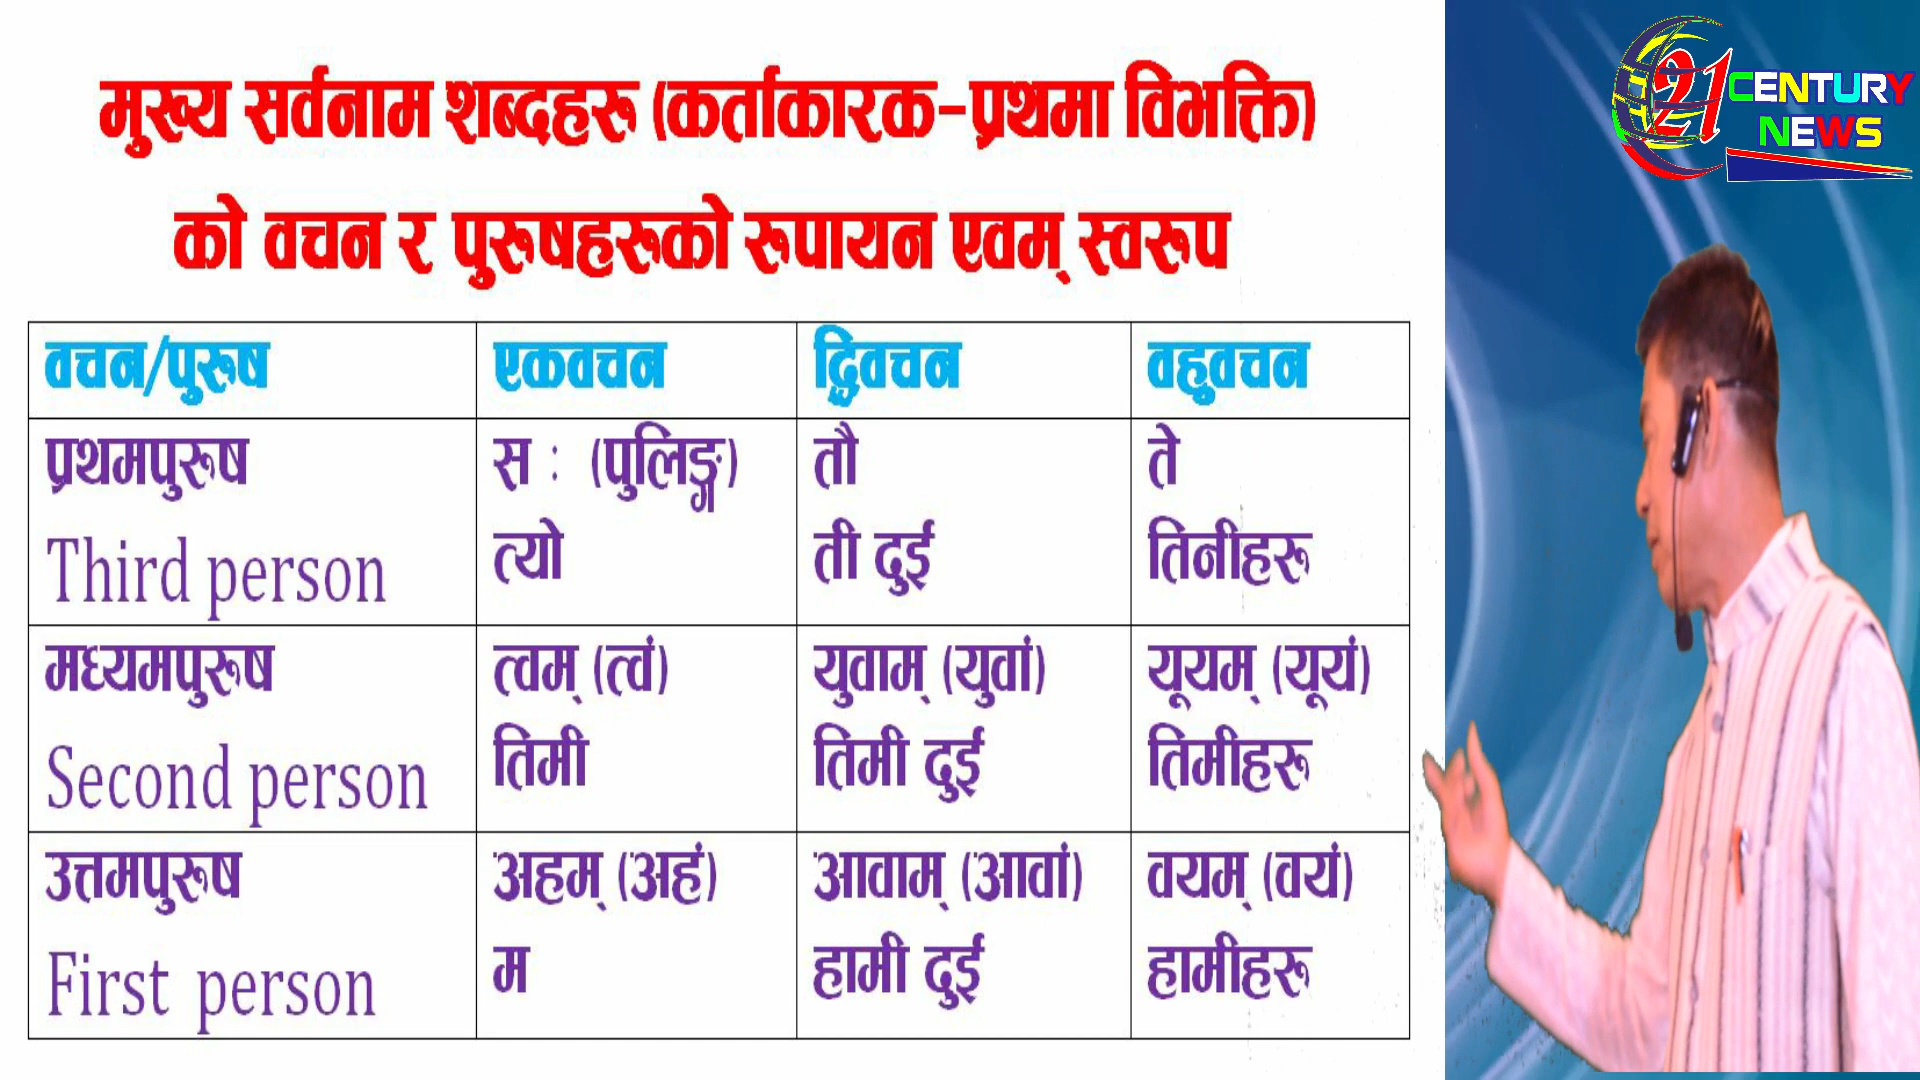 मुख्य सर्वनाम शब्दहरु (कर्ताकारक-प्रथमा विभक्ति)
को वचन र पुरुषहरुको रुपायन एवम् स्वरूप
वचन/पुरुष एकवचन द्विवचन वहुवचन
प्रथमपुरुष स : (पुलिङ्ग) तौ ते
Third person त्यो ती दुई तिनीहरु
मध्यमपुरुष त्वम् (त्वं) युवाम् (युवां) यूयम् (यूयं)
Second person तिमी तिमी दुई तिमीहरु
उत्तमपुरुष अहम् (अहं) आवाम् (आवां) वयम् (वयं)
First person म हामी दुई हामीहरु
21 CENTURY
NEWS